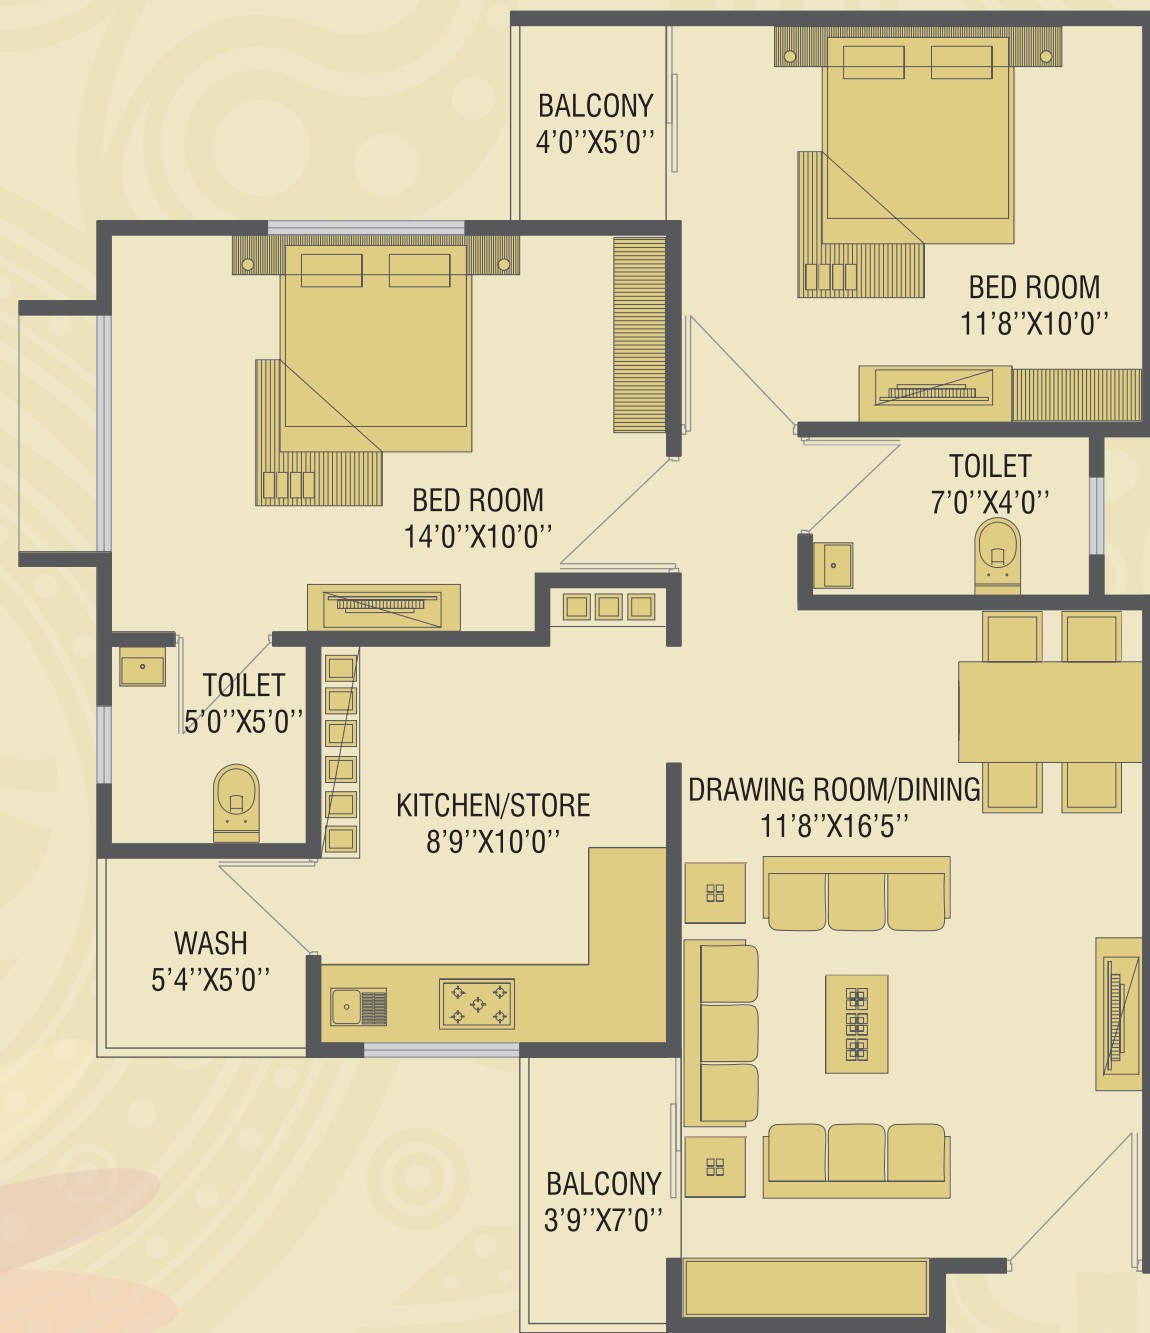 BALCONY
4’0’’X5’0’’
BED ROOM
11’8’’X10’0’’
BED ROOM
14’0’’X10’0’’
TOILET
7’0’’X4’0’’
TOILET
5’0’’X5’0’’
KITCHEN/STORE
8’9’’X10’0’’
DRAWING ROOM/DINING
11’8’’X16’5’’
WASH
5’4’’X5’0’’
BALCONY
3’9’’X7’0’’